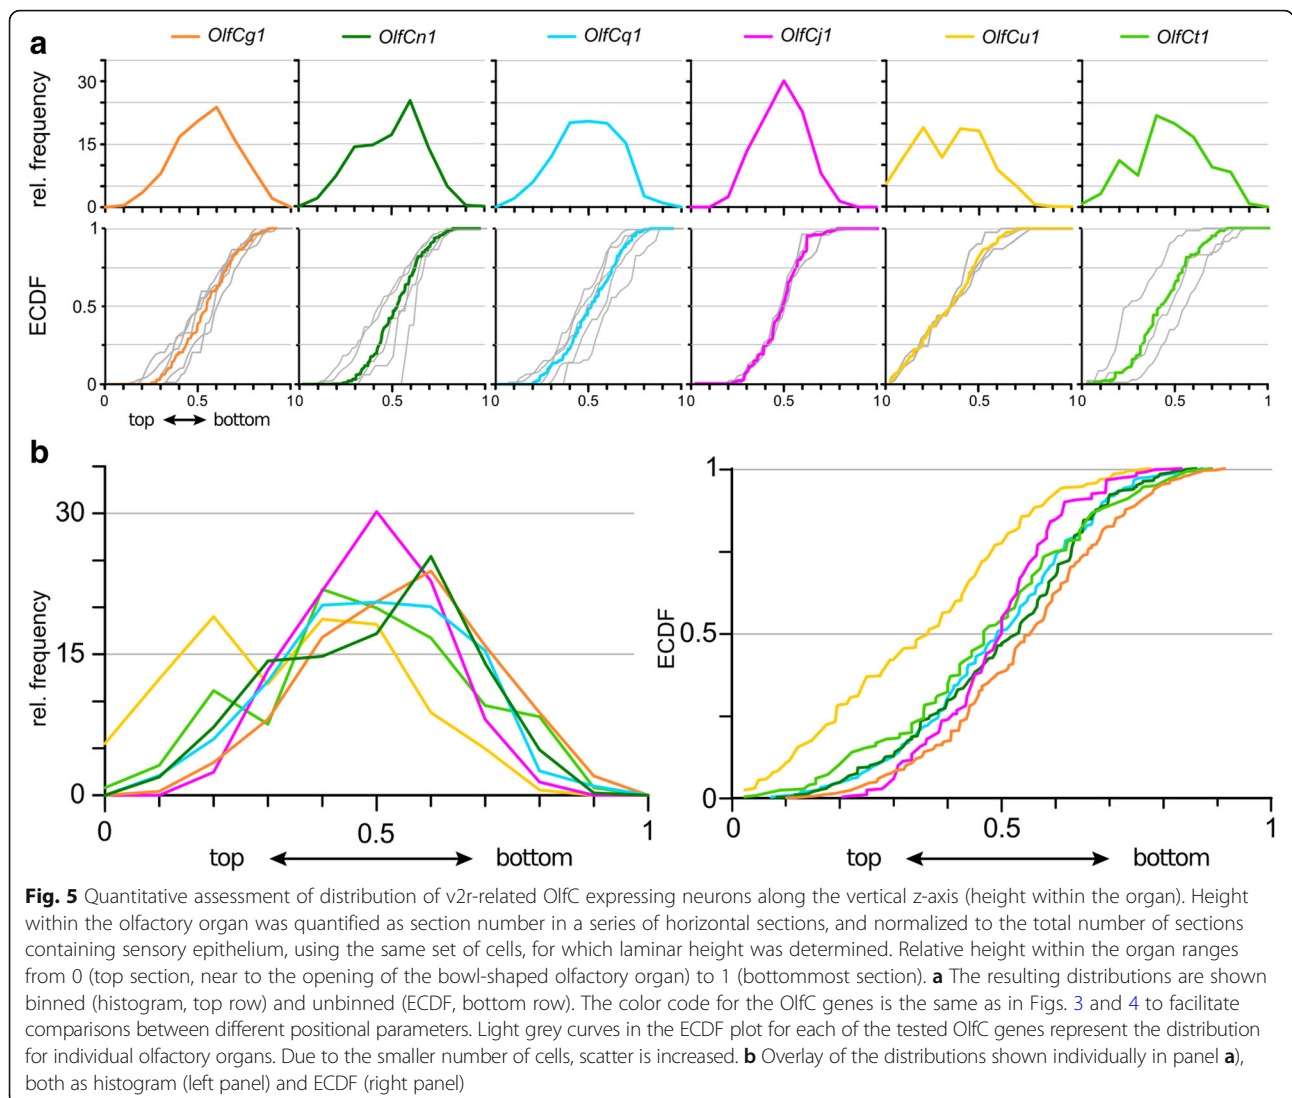 a
OlfCg1 OlfCn1 OlfCq1 OlfCj1 OlfCu1 OlfCt1
30
15
0
rel. frequency
1
0.5
0
ECDF
0 0.5 10 0.5 10 0.5 10 0.5 10 0.5 10 0.5 1
top bottom
b
30
15
0
rel. frequency
0 0.5 1
top bottom
1
0.5
0
ECDF
0 0.5 1
top bottom
Fig. 5 Quantitative assessment of distribution of v2r-related OlfC expressing neurons along the vertical z-axis (height within the organ). Height
within the olfactory organ was quantified as section number in a series of horizontal sections, and normalized to the total number of sections
containing sensory epithelium, using the same set of cells, for which laminar height was determined. Relative height within the organ ranges
from 0 (top section, near to the opening of the bowl-shaped olfactory organ) to 1 (bottommost section). a The resulting distributions are shown
binned (histogram, top row) and unbinned (ECDF, bottom row). The color code for the OlfC genes is the same as in Figs. 3 and 4 to facilitate
comparisons between different positional parameters. Light grey curves in the ECDF plot for each of the tested OlfC genes represent the distribution
for individual olfactory organs. Due to the smaller number of cells, scatter is increased. b Overlay of the distributions shown individually in panel a),
both as histogram (left panel) and ECDF (right panel)